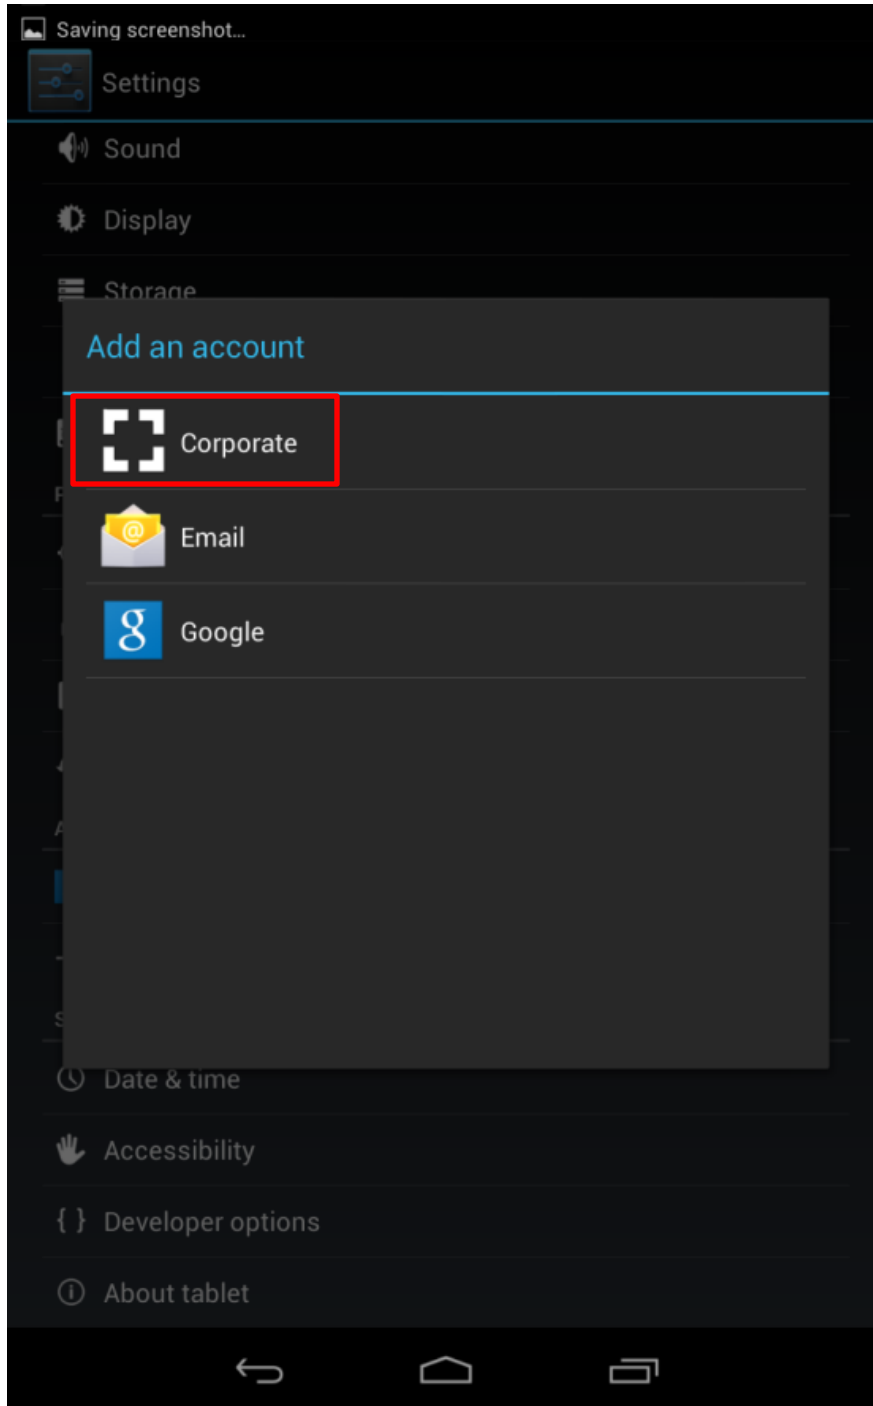 Saving screenshot...
Settings
Sound
Display
Storage
Add an account
Corporate
@ Email
g Google
Date & time
Accessibility
{ } Developer options
About tablet